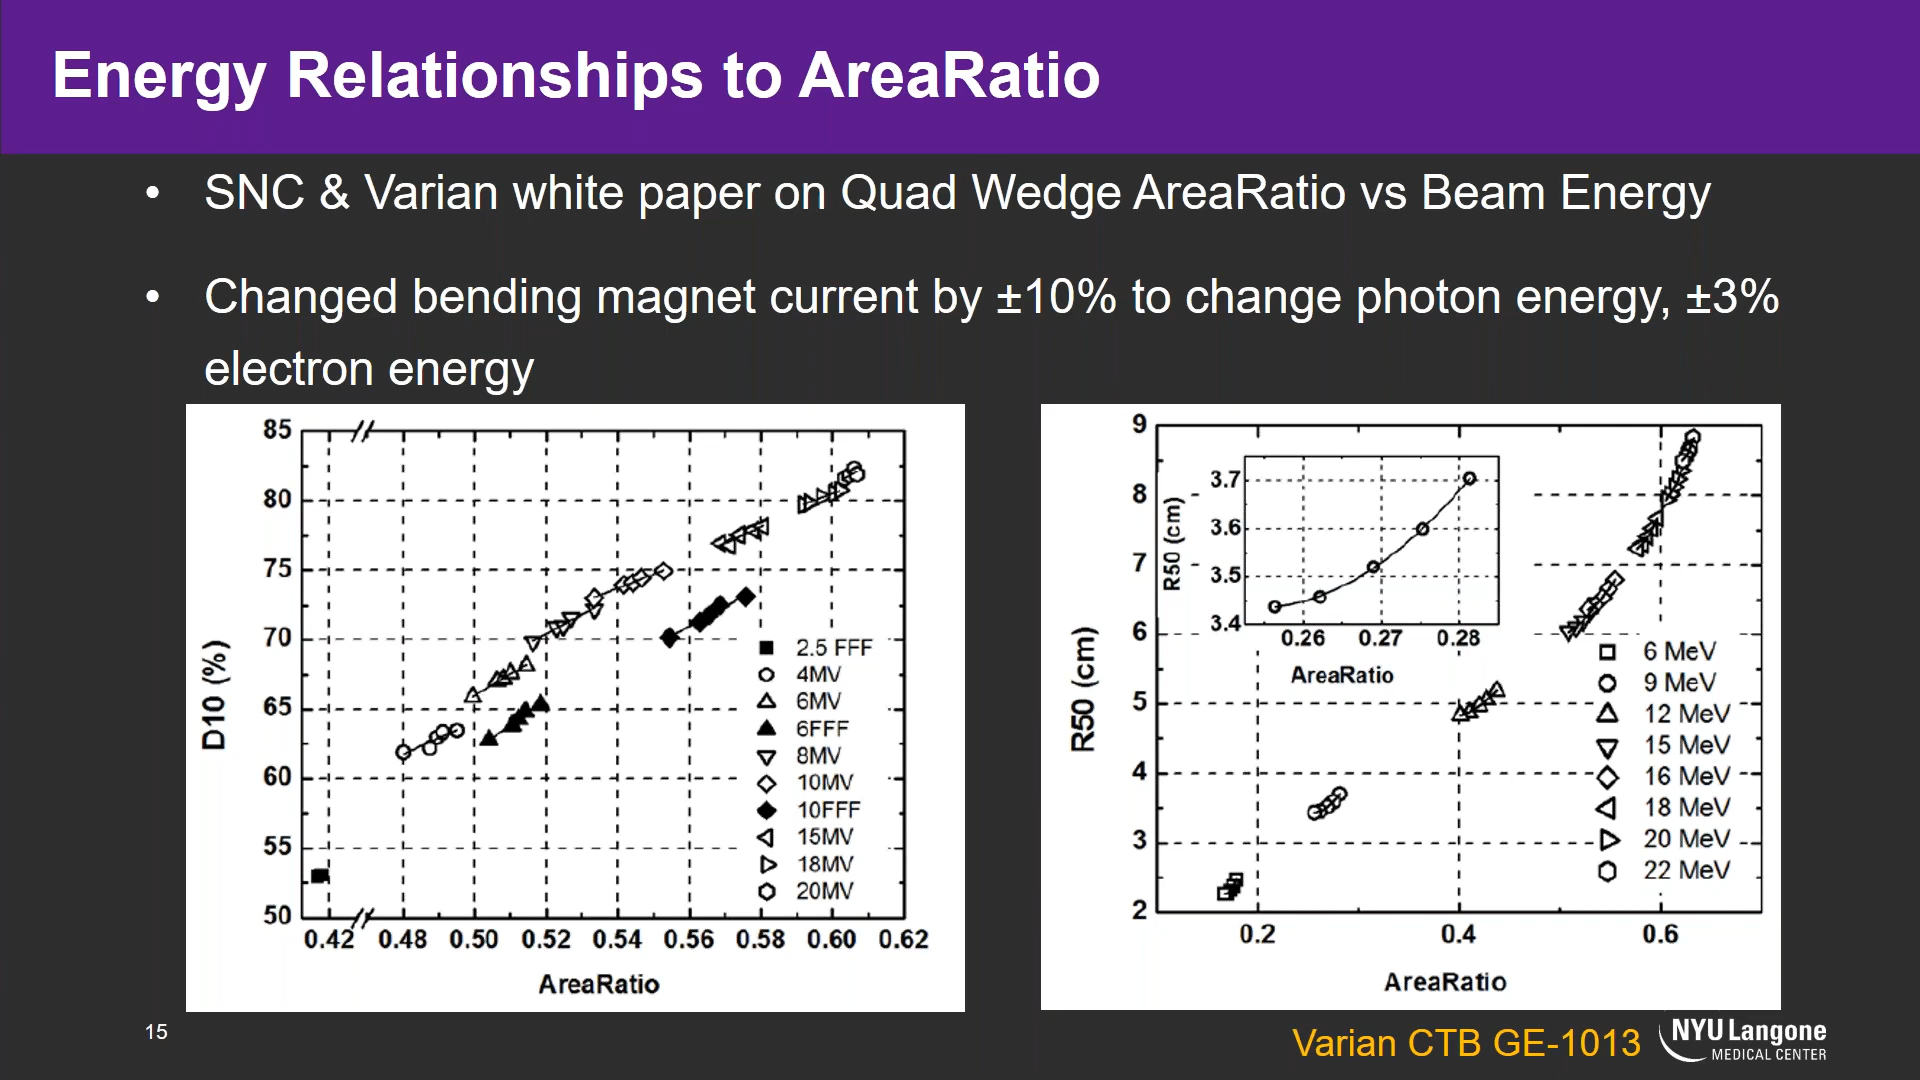 Energy Relationships to AreaRatio
• SNC & Varian white paper on Quad Wedge AreaRatio vs Beam Energy
• Changed bending magnet current by ±10% to change photon energy, ±3%
electron energy
85
80
75
70
65
60
55
50
D10 (%)
0.42 0.48 0.50 0.52 0.54 0.56 0.58 0.60 0.62
AreaRatio
2.5 FFF
4MV
6MV
6FFF
8MV
10MV
10FFF
15MV
18MV
20MV
9
8
7
6
5
4
3
2
R50 (cm)
0.2 0.4 0.6
AreaRatio
3.7
3.6
3.5
3.4
R50 (cm)
0.26 0.27 0.28
AreaRatio
6 MeV
9 MeV
12 MeV
15 MeV
16 MeV
18 MeV
20 MeV
22 MeV
15
Varian CTB GE-1013
NYU Langone
MEDICAL CENTER